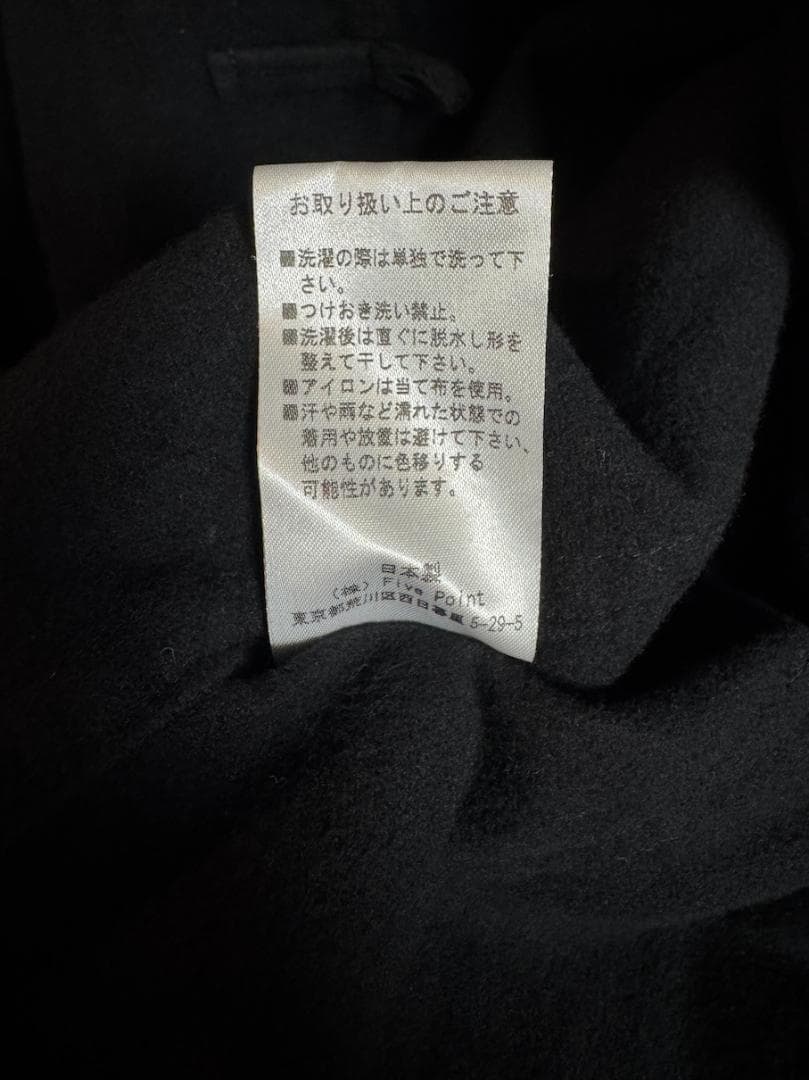 お取り扱い上のご注意
■洗濯の際は単独で洗って下
さい。
■つけおき洗い禁止。
■洗濯後は直ぐに脱水し形を
整えて干して下さい。
■アイロンは当て布を使用。
■汗や雨など濡れた状態での
着用や放置は避けて下さい、
他のものに色移りする
可能性があります。
日本製
(株) Five Point
東京都荒川区西日暮里 5-29-5